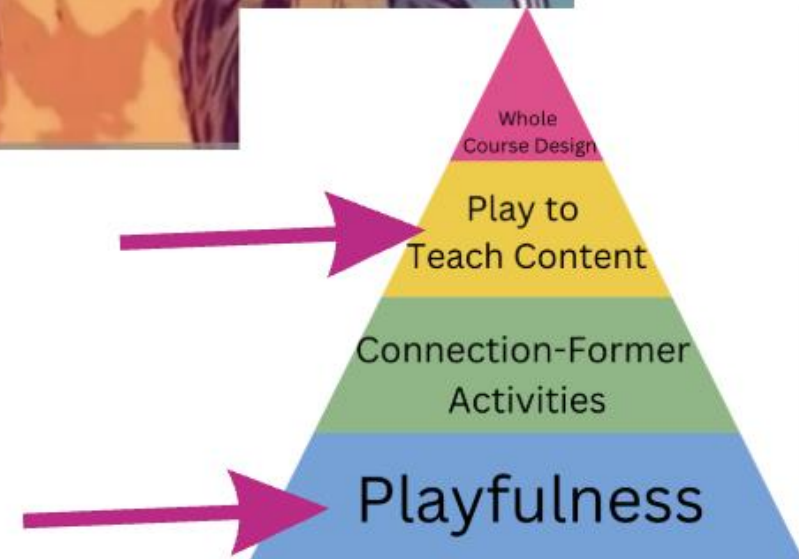 Whole
Course Design
Play to
Teach Content
Connection-Former
Activities
Playfulness